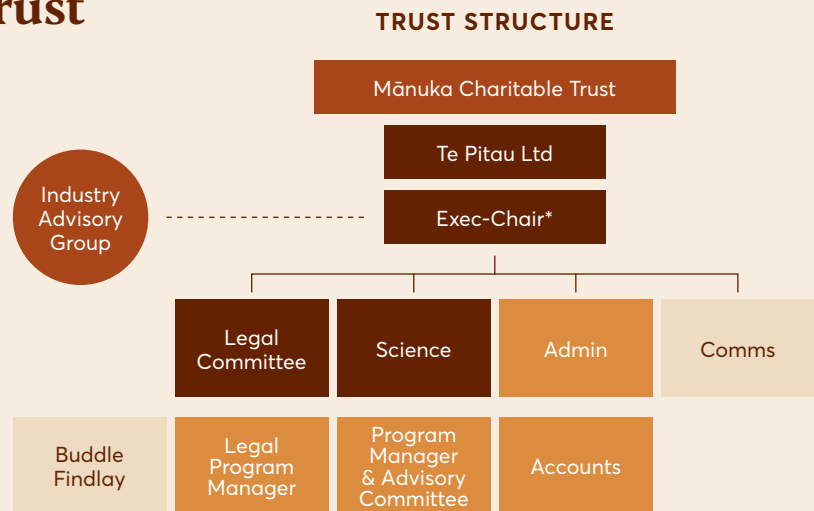 rust
TRUST STRUCTURE
Mānuka Charitable Trust
Te Pitau Ltd
Exec-Chair*
Industry
Advisory
Group
Legal
Committee
Science
Admin
Comms
Buddle
Findlay
Legal
Program
Manager
Program
Manager
& Advisory
Committee
Accounts